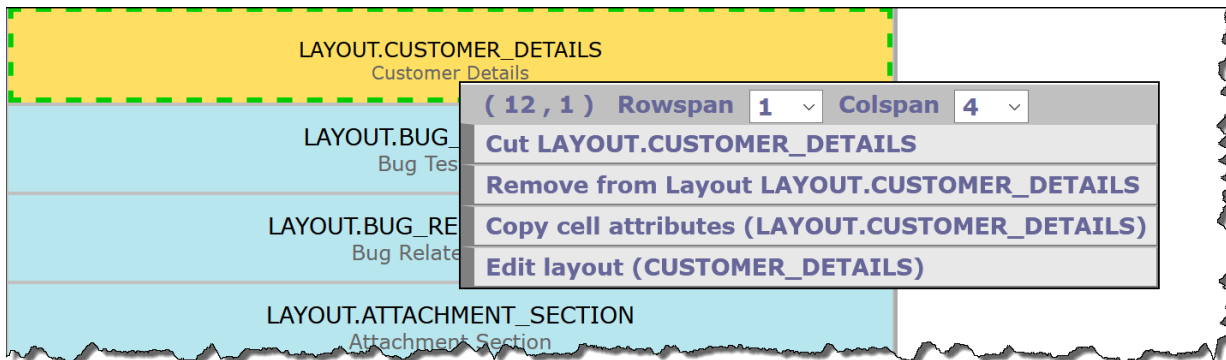 LAYOUT.CUSTOMER_DETAILS
Customer Details
( 12 , 1 ) Rowspan 1 Colspan 4
LAYOUT.BUG_
Cut LAYOUT.CUSTOMER_DETAILS
Bug Tes
Remove from Layout LAYOUT.CUSTOMER_DETAILS
LAYOUT.BUG_RE
Copy cell attributes (LAYOUT.CUSTOMER_DETAILS)
Bug Relate
Edit layout (CUSTOMER_DETAILS)
LAYOUT.ATTACHMENT_SECTION
Attachment Section